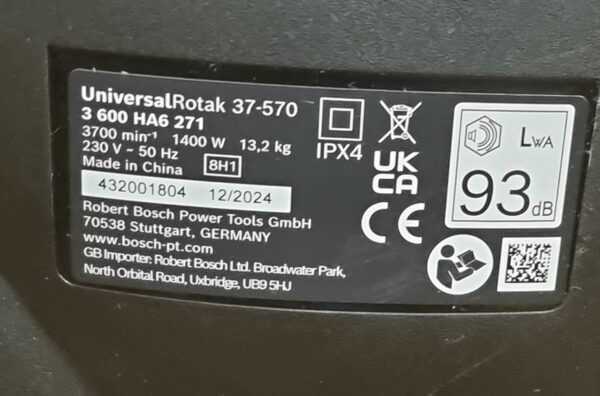 UniversalRotak 37-570
3 600 HA6 271
3700 min⁻¹ 1400 W 13,2 kg
230 V ~ 50 Hz
Made in China 8H1
432001804 12/2024
Robert Bosch Power Tools GmbH
70538 Stuttgart, GERMANY
www.bosch-pt.com
GB Importer: Robert Bosch Ltd. Broadwater Park,
North Orbital Road, Uxbridge, UB9 5HJ
IPX4
UK
CA
CE
LWA
93 dB